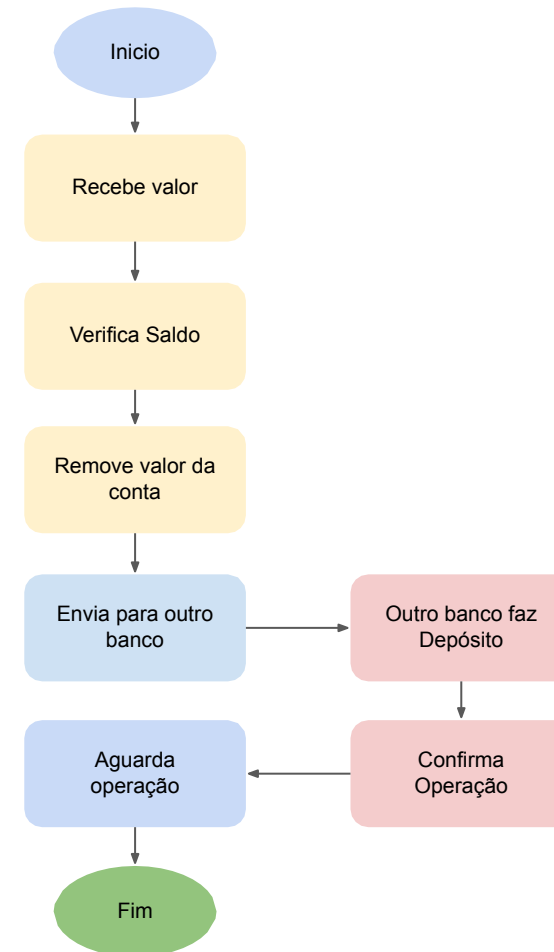 Inicio
Recebe valor
Verifica Saldo
Remove valor da
conta
Envia para outro
banco
Outro banco faz
Depósito
Confirma
Operação
Aguarda
operação
Fim